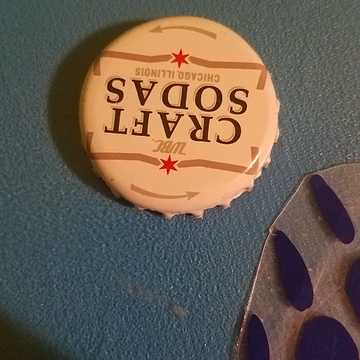 WBC
CRAFT
SODAS
CHICAGO, ILLINOIS